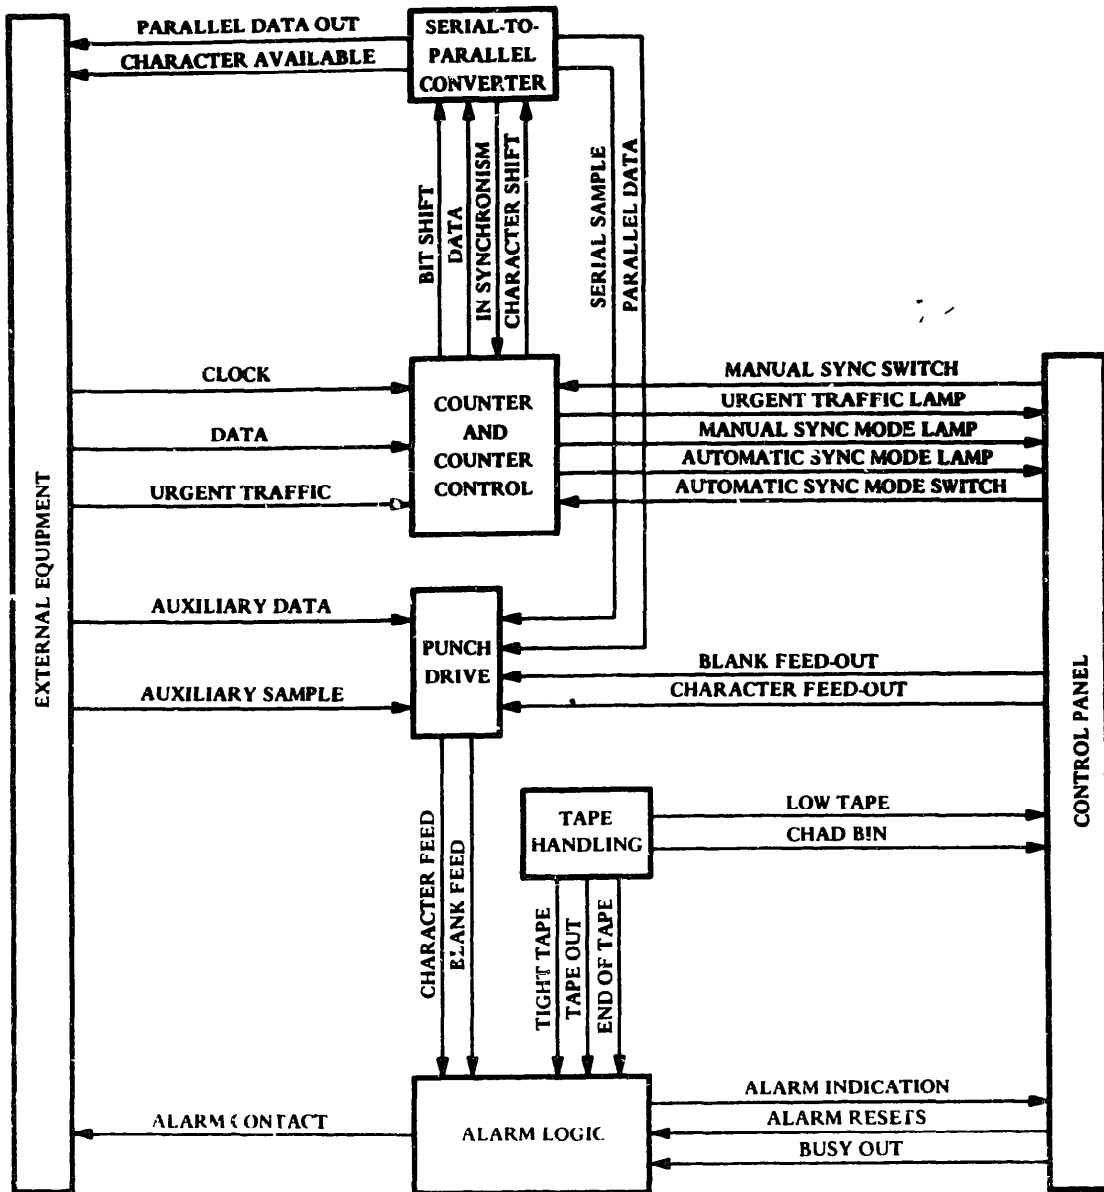 PARALLEL DATA OUT
CHARACTER AVAILABLE
SERIAL-TO-
PARALLEL
CONVERTER
BIT SHIFT
DATA
IN SYNCHRONISM
CHARACTER SHIFT
SERIAL SAMPLE
PARALLEL DATA
CLOCK
DATA
URGENT TRAFFIC
COUNTER
AND
COUNTER
CONTROL
MANUAL SYNC SWITCH
URGENT TRAFFIC LAMP
MANUAL SYNC MODE LAMP
AUTOMATIC SYNC MODE LAMP
AUTOMATIC SYNC MODE SWITCH
EXTERNAL EQUIPMENT
AUXILIARY DATA
AUXILIARY SAMPLE
PUNCH
DRIVE
BLANK FEED-OUT
CHARACTER FEED-OUT
CONTROL PANEL
CHARACTER FEED
BLANK FEED
TAPE
HANDLING
LOW TAPE
CHAD BIN
TIGHT TAPE
TAPE OUT
END OF TAPE
ALARM CONTACT
ALARM LOGIC
ALARM INDICATION
ALARM RESETS
BUSY OUT